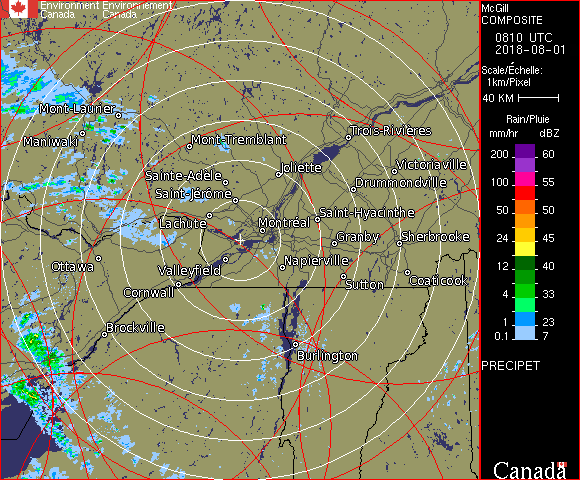 Environment Environnement
Canada Canada
McGill
COMPOSITE
0810 UTC
2018-08-01
Scale/Échelle:
1km/Pixel
40 KM
Rain/Pluie
mm/hr dBZ
200 60
150 57
100 55
50 50
24 45
12 40
4 33
1 23
0.1 7
PRECIPET
Canada
Mont-Laurier
Maniwaki
Mont-Tremblant
Trois-Rivières
Sainte-Adèle
Joliette
Victoriaville
Saint-Jérôme
Drummondville
Lachute
Montréal
Saint-Hyacinthe
Granby
Sherbrooke
Ottawa
Valleyfield
Napierville
Cornwall
Sutton
Coaticook
Brockville
Burlington